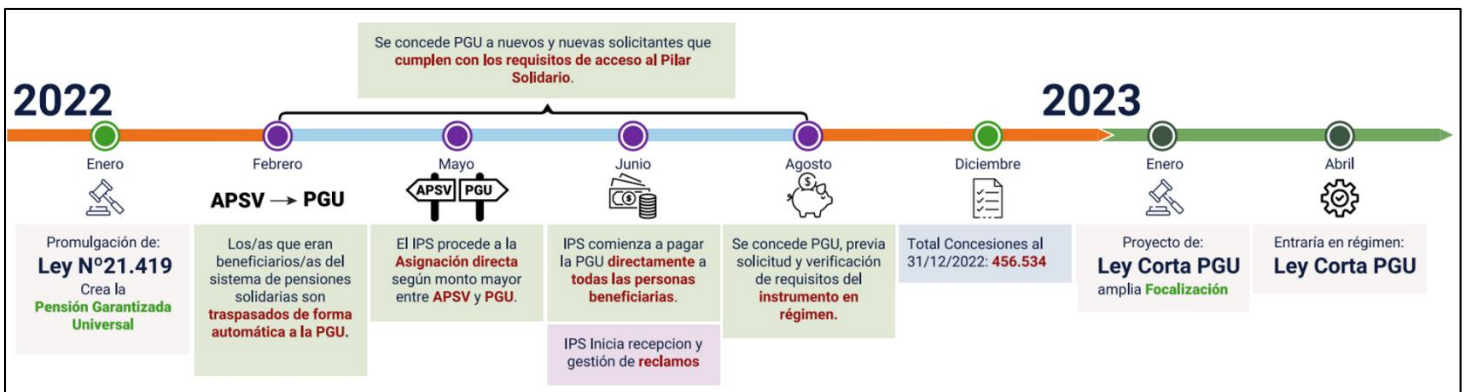 Se concede PGU a nuevos y nuevas solicitantes que
cumplen con los requisitos de acceso al Pilar
Solidario.
2022
2023
Enero
Febrero
Mayo
Junio
Agosto
Diciembre
Enero
Abril
APSV → PGU
APSV
PGU
Promulgación de:
Ley Nº21.419
Crea la
Pensión Garantizada
Universal
Los/as que eran
beneficiarios/as del
sistema de pensiones
solidarias son
traspasados de forma
automática a la PGU.
El IPS procede a la
Asignación directa
según monto mayor
entre APSV y PGU.
IPS comienza a pagar
la PGU directamente a
todas las personas
beneficiarias.
IPS Inicia recepcion y
gestión de reclamos
Se concede PGU, previa
solicitud y verificación
de requisitos del
instrumento en
régimen.
Total Concesiones al
31/12/2022: 456.534
Proyecto de:
Ley Corta PGU
amplia Focalización
Entraría en régimen:
Ley Corta PGU